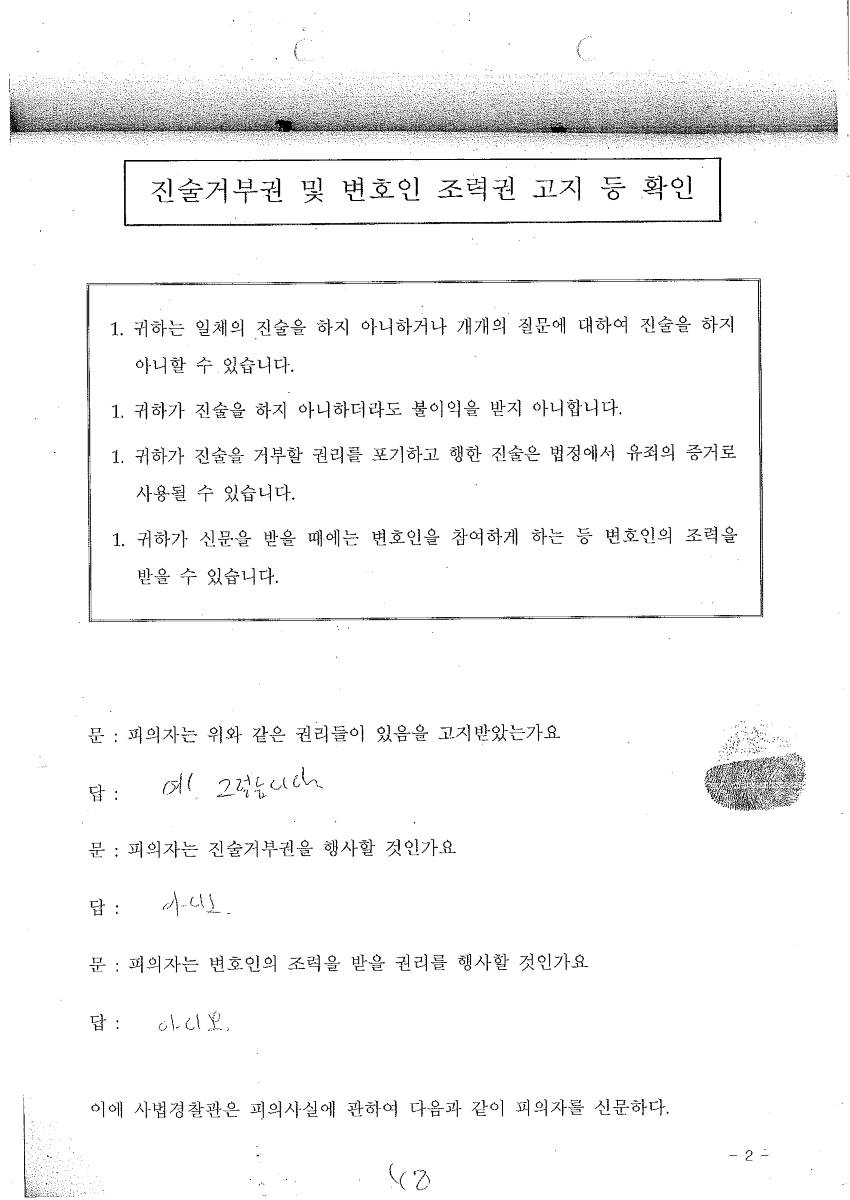 진술거부권 및 변호인 조력권 고지 등 확인
1. 귀하는 일체의 진술을 하지 아니하거나 개개의 질문에 대하여 진술을 하지
아니할 수 있습니다.
1. 귀하가 진술을 하지 아니하더라도 불이익을 받지 아니합니다.
1. 귀하가 진술을 거부할 권리를 포기하고 행한 진술은 법정에서 유죄의 증거로
사용될 수 있습니다.
1. 귀하가 신문을 받을 때에는 변호인을 참여하게 하는 등 변호인의 조력을
받을 수 있습니다.
문 : 피의자는 위와 같은 권리들이 있음을 고지받았는가요
답 : 예. 그렇습니다
문 : 피의자는 진술거부권을 행사할 것인가요
답 : 아니오.
문 : 피의자는 변호인의 조력을 받을 권리를 행사할 것인가요
답 : 아니오.
이에 사법경찰관은 피의사실에 관하여 다음과 같이 피의자를 신문하다.
- 2 -